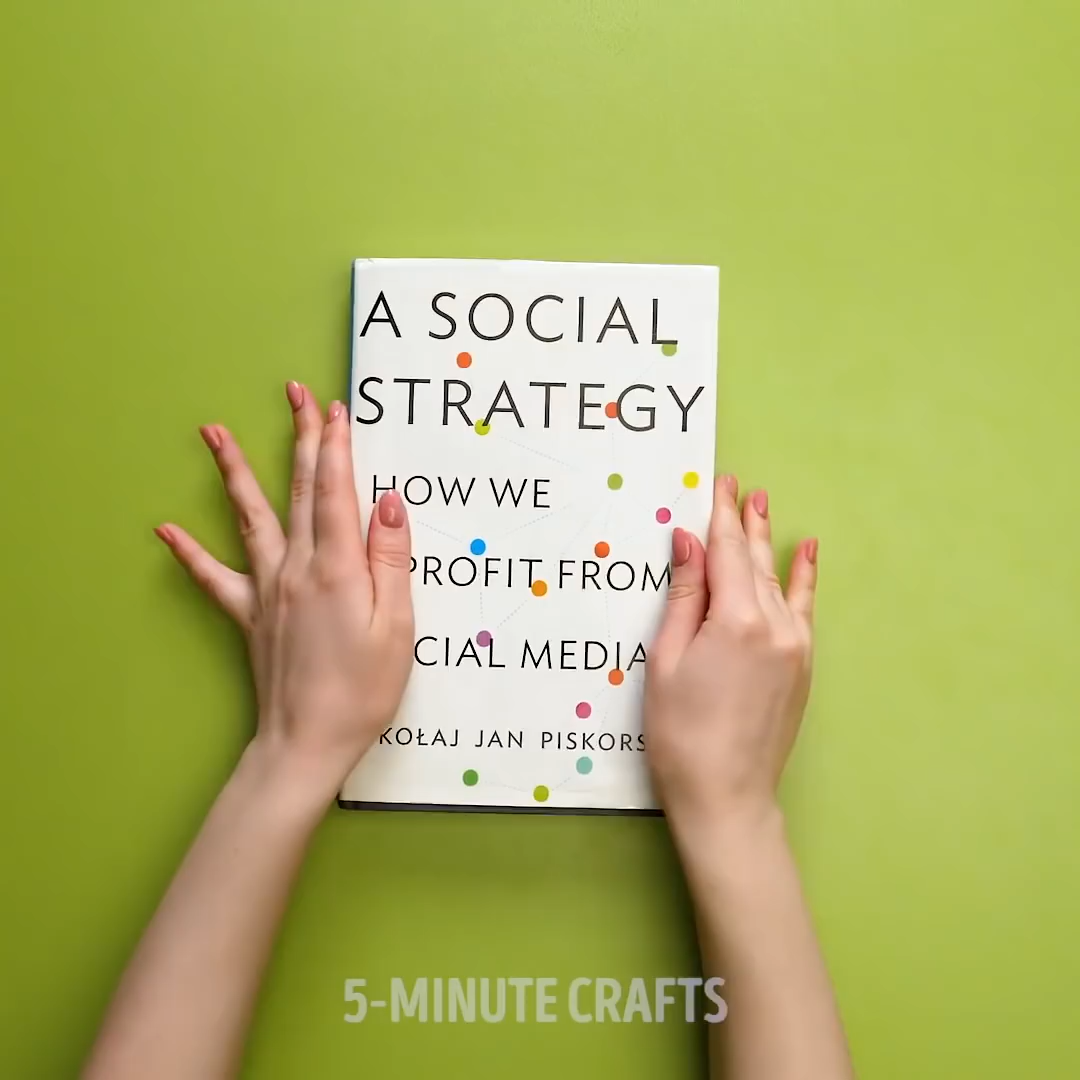 A SOCIAL
STRATEGY
HOW WE
PROFIT FROM
CIAL MEDIA
KOŁAJ JAN PISKORS
5-MINUTE CRAFTS